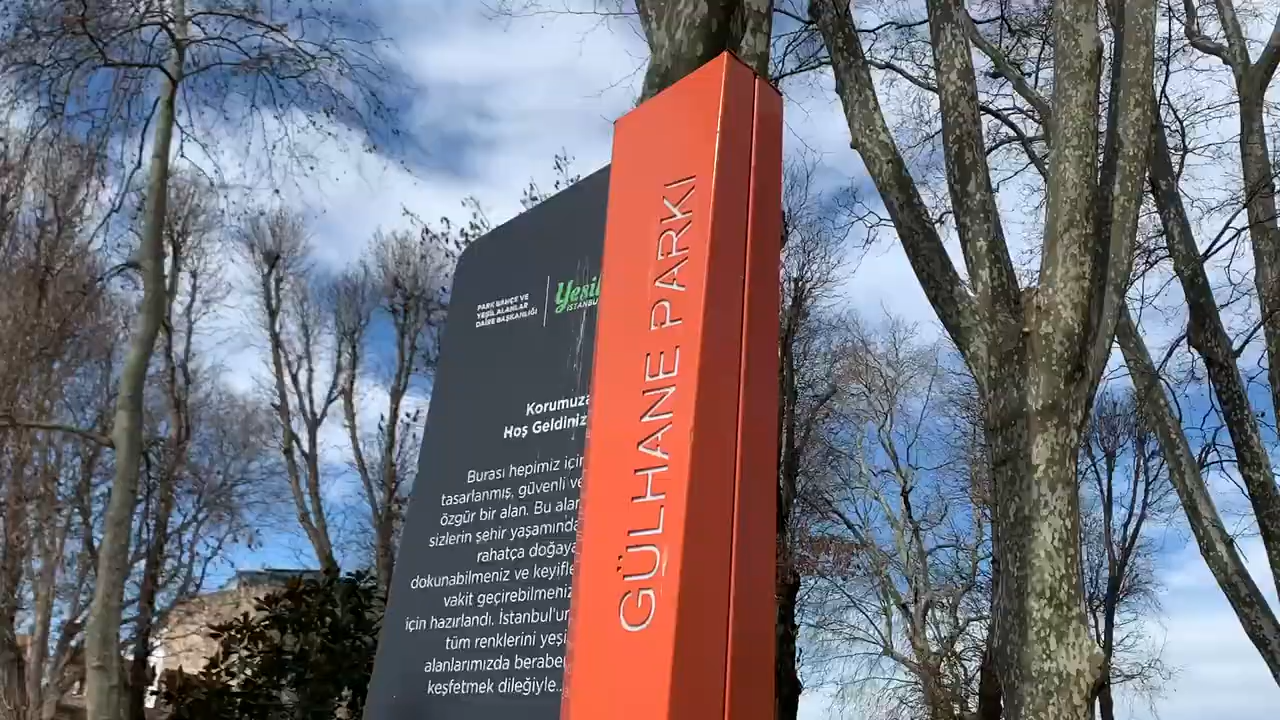 PARK BAHÇE VE
YEŞİL ALANLAR
DAİRE BAŞKANLIĞI
Yeşil
İSTANBU
Korumuza
Hoş Geldiniz
Burası hepimiz için
tasarlanmış, güvenli ve
özgür bir alan. Bu alan
sizlerin şehir yaşamında
rahatça doğaya
dokunabilmeniz ve keyifle
vakit geçirebilmeniz
için hazırlandı. İstanbul'un
tüm renklerini yeşi
alanlarımızda beraber
keşfetmek dileğiyle...
GÜLHANE PARKI